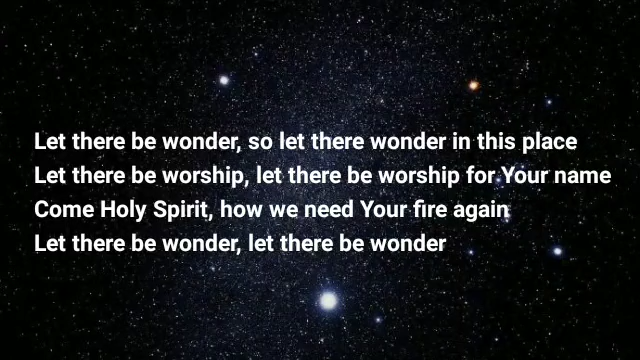 Let there be wonder, so let there wonder in this place
Let there be worship, let there be worship for Your name
Come Holy Spirit, how we need Your fire again
Let there be wonder, let there be wonder